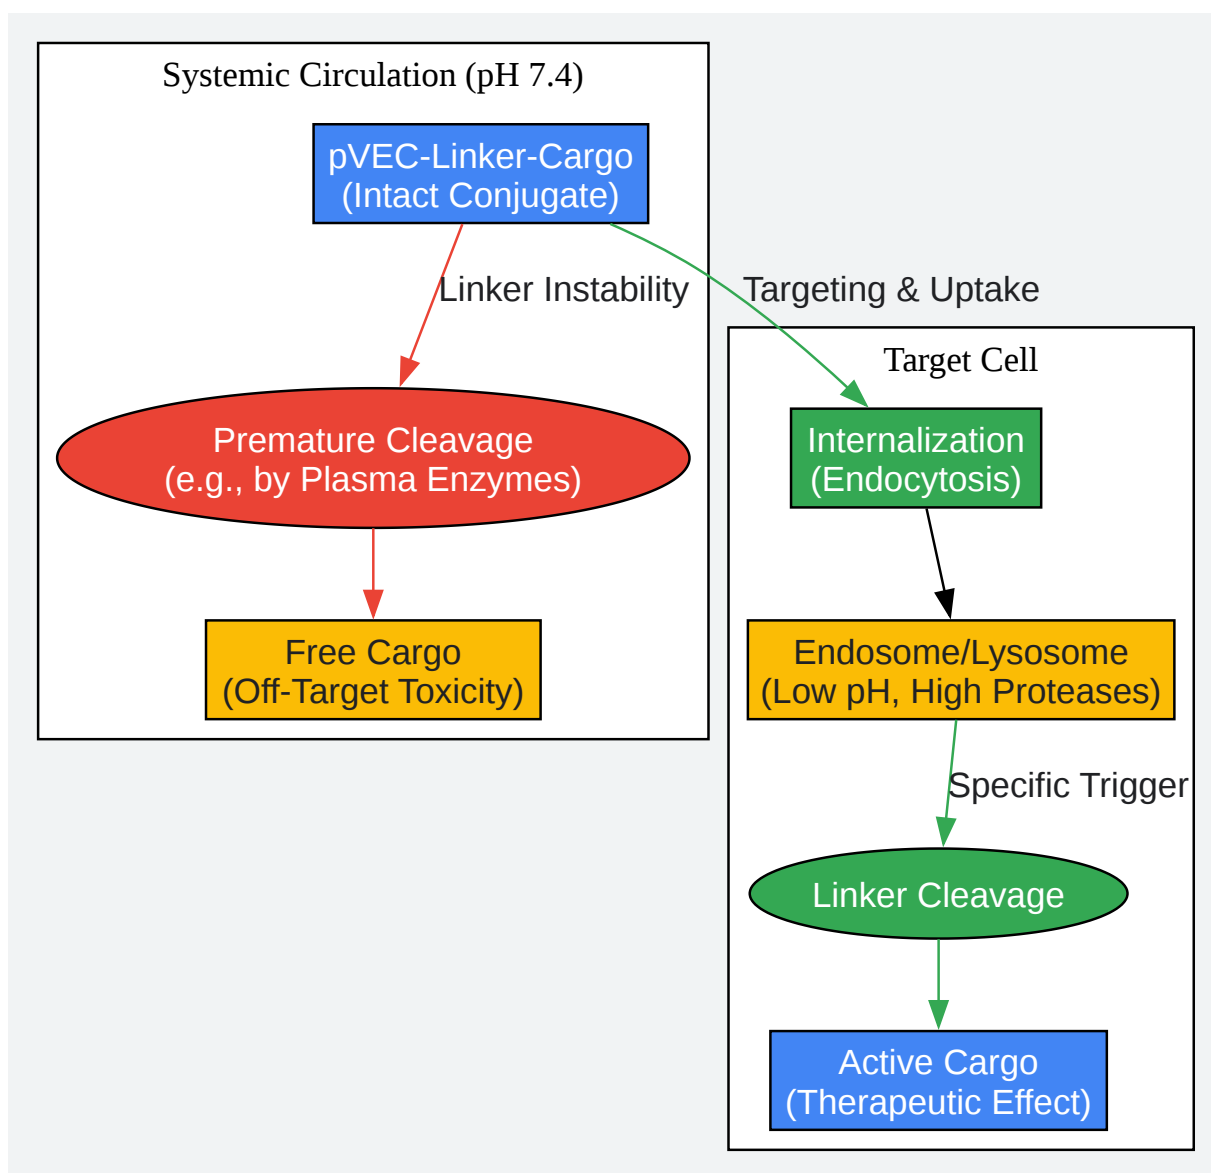 Systemic Circulation (pH 7.4)
pVEC-Linker-Cargo
(Intact Conjugate)
Linker Instability
Targeting & Uptake
Premature Cleavage
(e.g., by Plasma Enzymes)
Free Cargo
(Off-Target Toxicity)
Target Cell
Internalization
(Endocytosis)
Endosome/Lysosome
(Low pH, High Proteases)
Specific Trigger
Linker Cleavage
Active Cargo
(Therapeutic Effect)